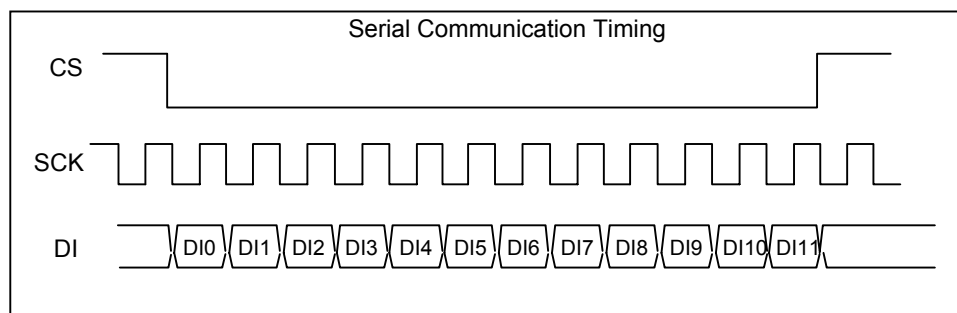 Serial Communication Timing
CS
SCK
DI
DI0 DI1 DI2 DI3 DI4 DI5 DI6 DI7 DI8 DI9 DI10 DI11